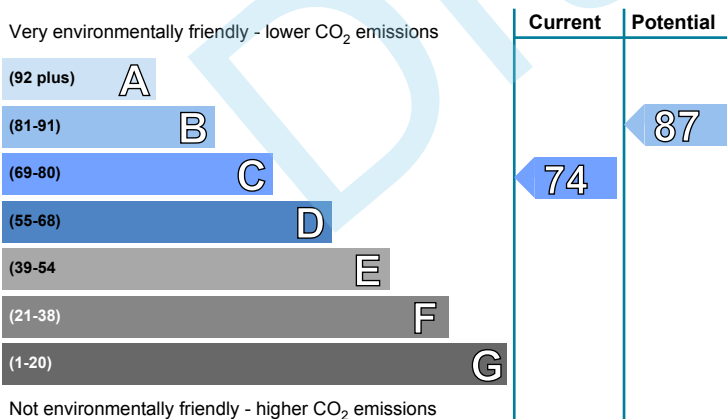 Current Potential
Very environmentally friendly - lower CO2 emissions
(92 plus) A
(81-91) B 87
(69-80) C 74
(55-68) D
(39-54 E
(21-38) F
(1-20) G
Not environmentally friendly - higher CO2 emissions